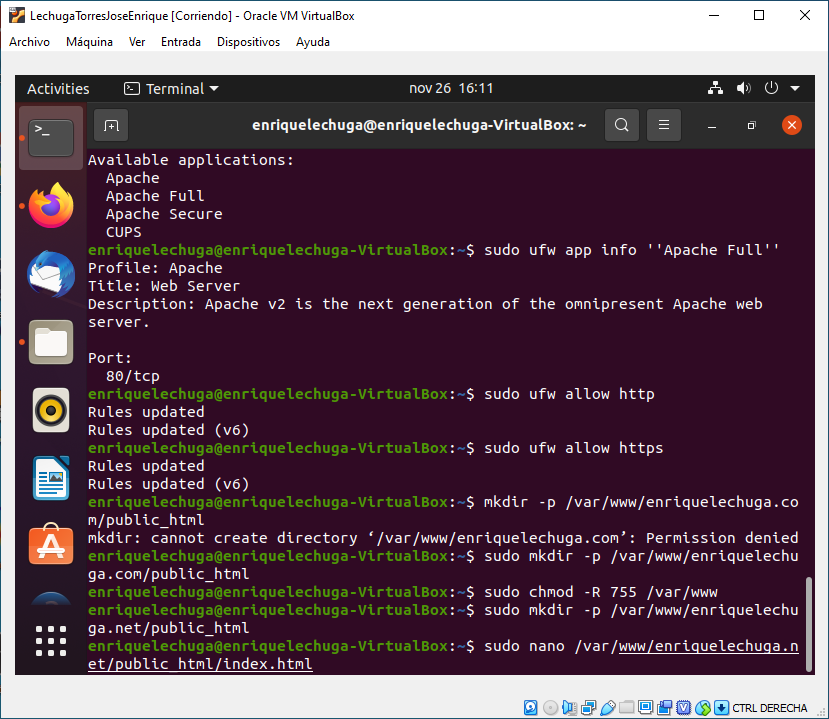 LechugaTorresJoseEnrique [Corriendo] - Oracle VM VirtualBox
Archivo Máquina Ver Entrada Dispositivos Ayuda
Activities Terminal nov 26 16:11
enriquelechuga@enriquelechuga-VirtualBox: ~
Available applications:
  Apache
  Apache Full
  Apache Secure
  CUPS
enriquelechuga@enriquelechuga-VirtualBox:~$ sudo ufw app info ''Apache Full''
Profile: Apache
Title: Web Server
Description: Apache v2 is the next generation of the omnipresent Apache web
server.

Port:
  80/tcp
enriquelechuga@enriquelechuga-VirtualBox:~$ sudo ufw allow http
Rules updated
Rules updated (v6)
enriquelechuga@enriquelechuga-VirtualBox:~$ sudo ufw allow https
Rules updated
Rules updated (v6)
enriquelechuga@enriquelechuga-VirtualBox:~$ mkdir -p /var/www/enriquelechuga.co
m/public_html
mkdir: cannot create directory ‘/var/www/enriquelechuga.com’: Permission denied
enriquelechuga@enriquelechuga-VirtualBox:~$ sudo mkdir -p /var/www/enriquelechu
ga.com/public_html
enriquelechuga@enriquelechuga-VirtualBox:~$ sudo chmod -R 755 /var/www
enriquelechuga@enriquelechuga-VirtualBox:~$ sudo mkdir -p /var/www/enriquelechu
ga.net/public_html
enriquelechuga@enriquelechuga-VirtualBox:~$ sudo nano /var/www/enriquelechuga.n
et/public_html/index.html
CTRL DERECHA